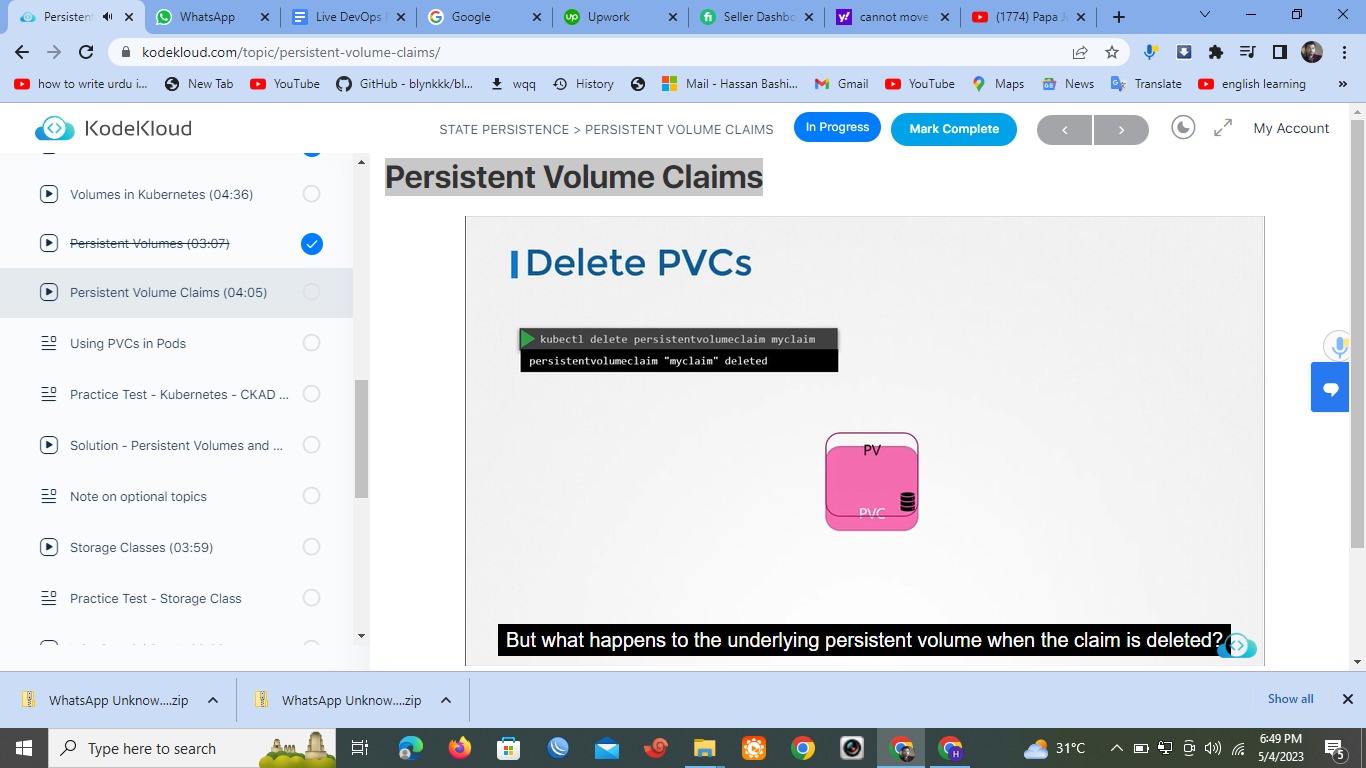 Persistent
WhatsApp
Live DevOps
Google
Upwork
Seller Dashbo
cannot move
(1774) Papa J
kodekloud.com/topic/persistent-volume-claims/
how to write urdu i...
New Tab
YouTube
GitHub - blynkkk/bl...
wqq
History
Mail - Hassan Bashi...
Gmail
YouTube
Maps
News
Translate
english learning
KodeKloud
STATE PERSISTENCE > PERSISTENT VOLUME CLAIMS
In Progress
Mark Complete
My Account
Volumes in Kubernetes (04:36)
Persistent Volumes (03:07)
Persistent Volume Claims (04:05)
Using PVCs in Pods
Practice Test - Kubernetes - CKAD ...
Solution - Persistent Volumes and ...
Note on optional topics
Storage Classes (03:59)
Practice Test - Storage Class
Persistent Volume Claims
Delete PVCs
kubectl delete persistentvolumeclaim myclaim
persistentvolumeclaim "myclaim" deleted
PV
PVC
But what happens to the underlying persistent volume when the claim is deleted?
WhatsApp Unknow....zip
WhatsApp Unknow....zip
Show all
Type here to search
31°C
6:49 PM
5/4/2023
5